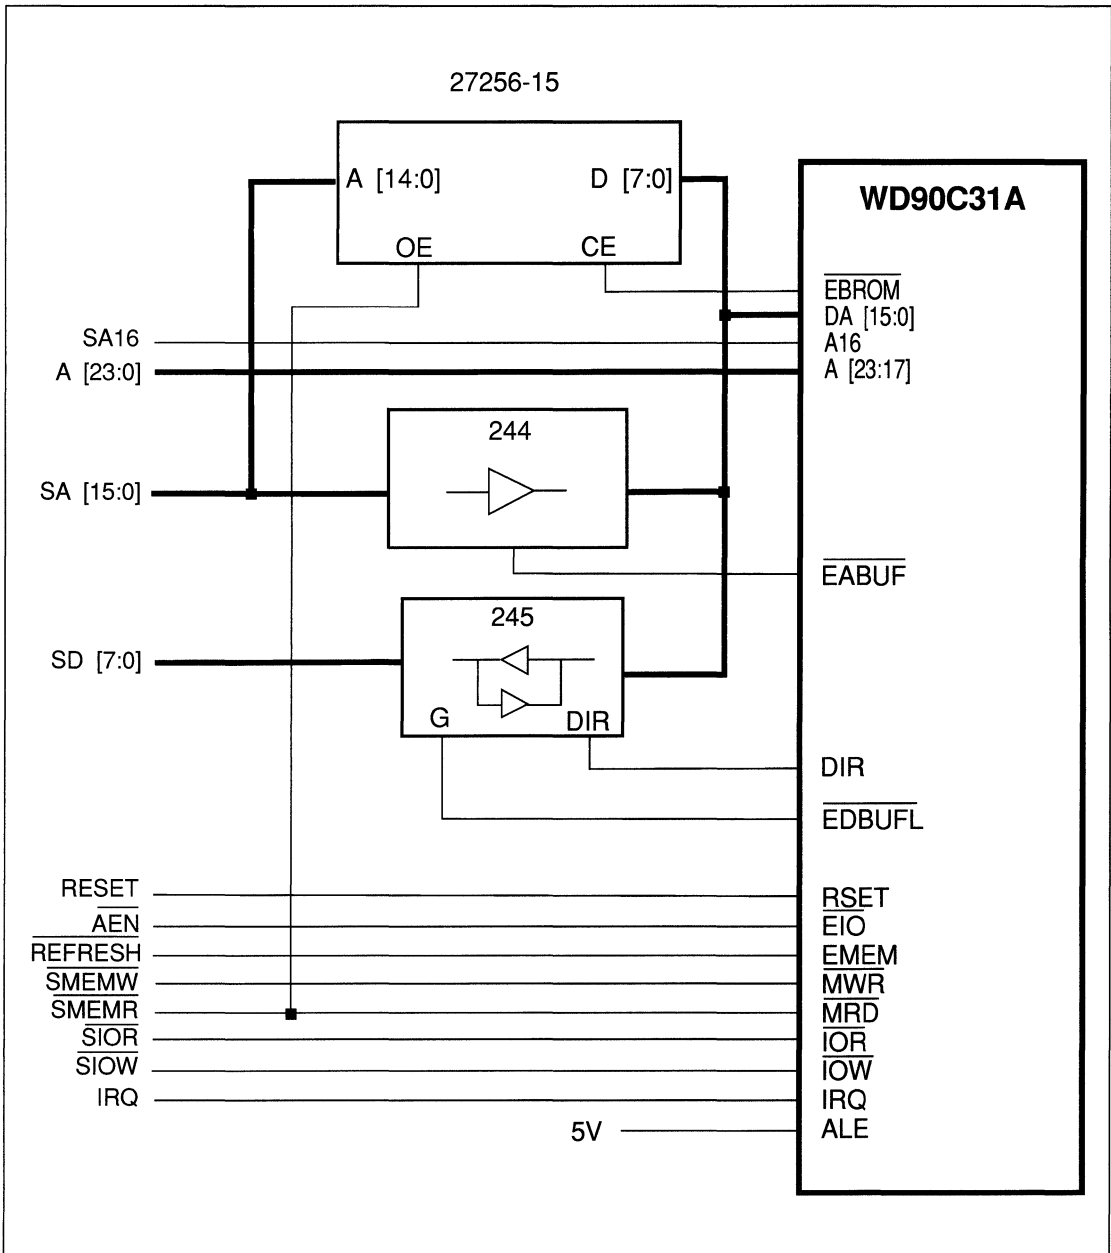 27256-15
A [14:0] D [7:0]
OE CE
WD90C31A
EBROM
DA [15:0]
SA16
A16
A [23:0]
A [23:17]
244
SA [15:0]
EABUF
245
SD [7:0]
G DIR
DIR
EDBUFL
RESET RSET
AEN EIO
REFRESH EMEM
SMEMW MWR
SMEMR MRD
SIOR IOR
SIOW IOW
IRQ IRQ
5V ALE